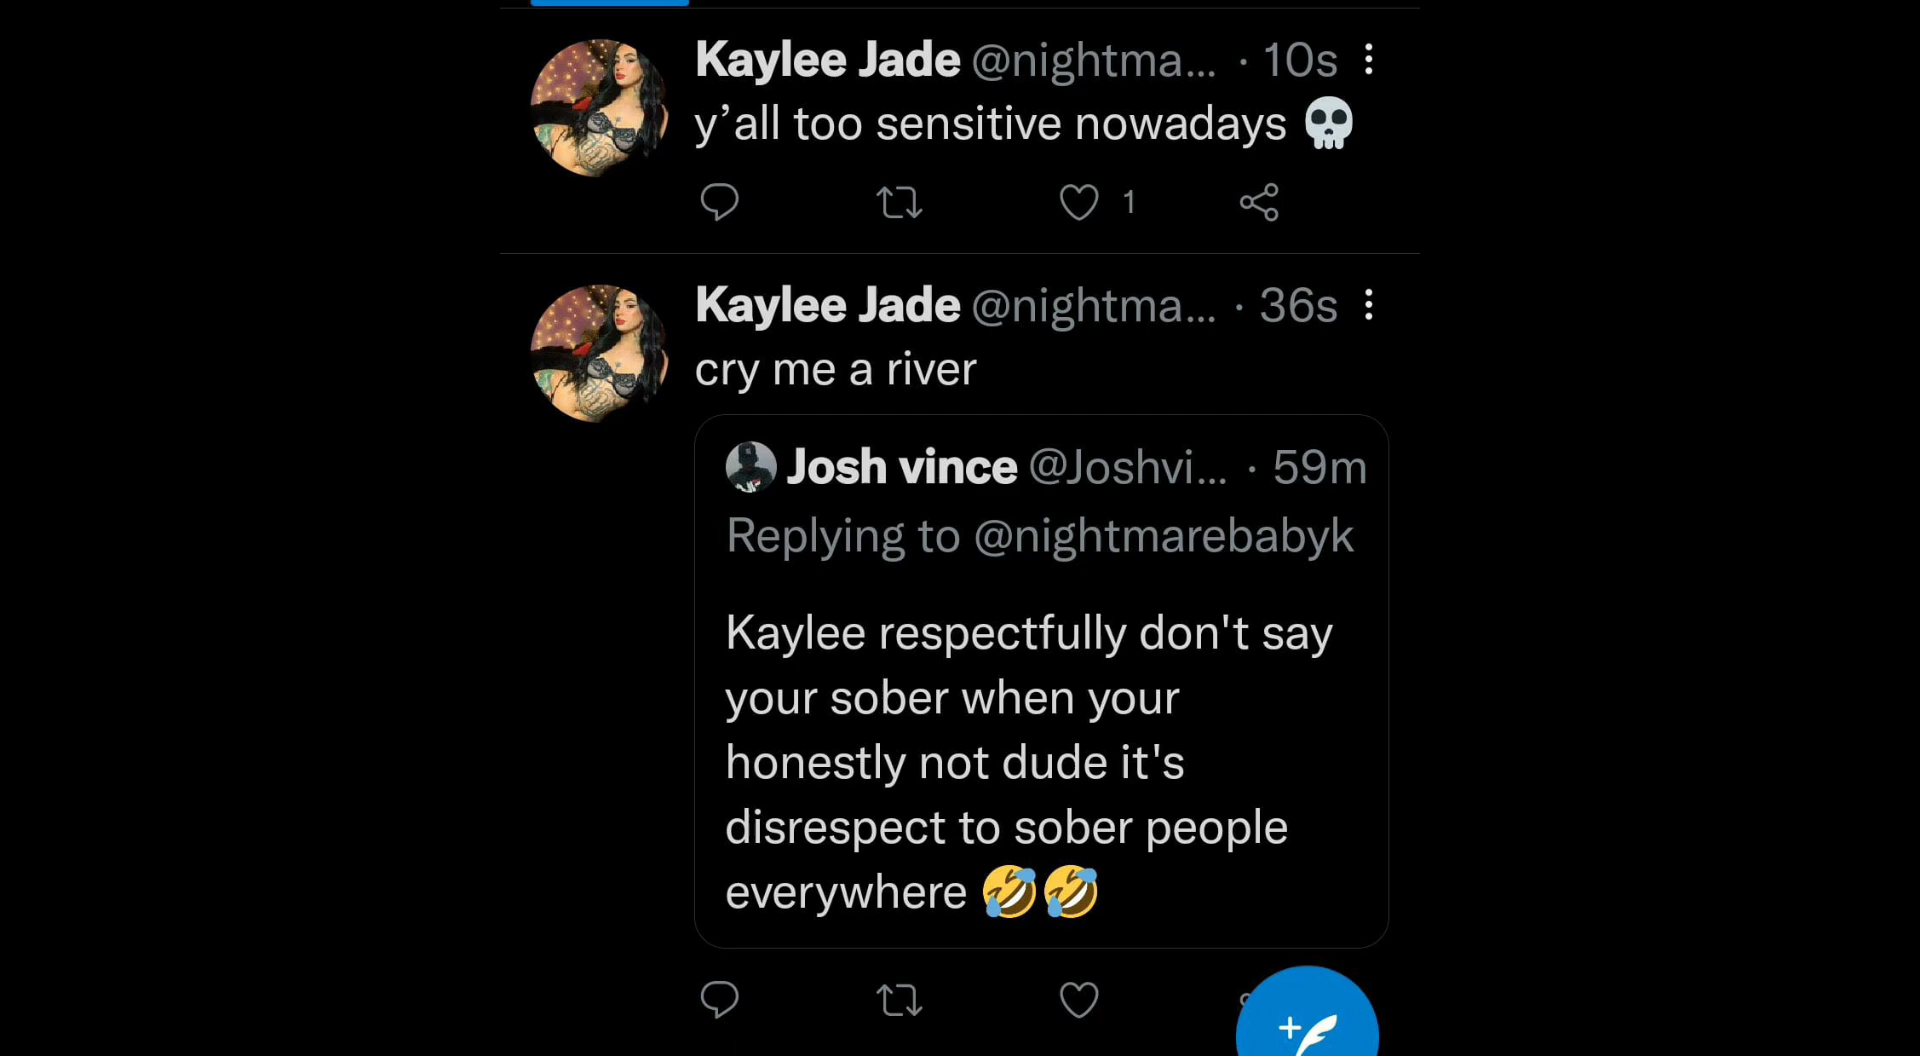 Kaylee Jade @nightma... · 10s
y’all too sensitive nowadays 💀
1
Kaylee Jade @nightma... · 36s
cry me a river
Josh vince @Joshvi... · 59m
Replying to @nightmarebabyk
Kaylee respectfully don't say
your sober when your
honestly not dude it's
disrespect to sober people
everywhere 🤣🤣